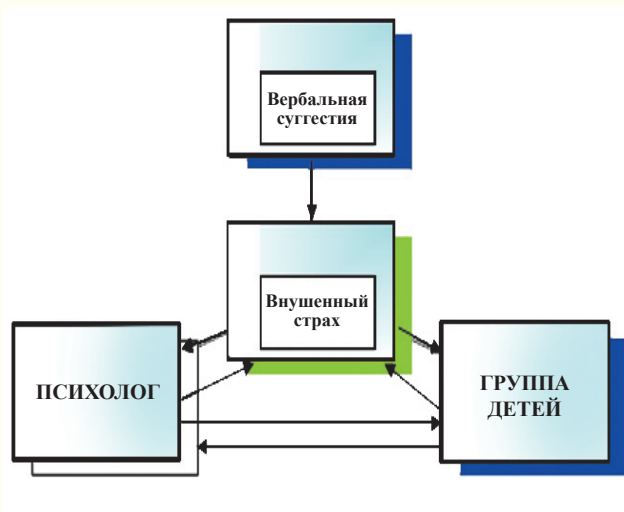 Вербальная
суггестия
Внушенный
страх
ПСИХОЛОГ
ГРУППА
ДЕТЕЙ